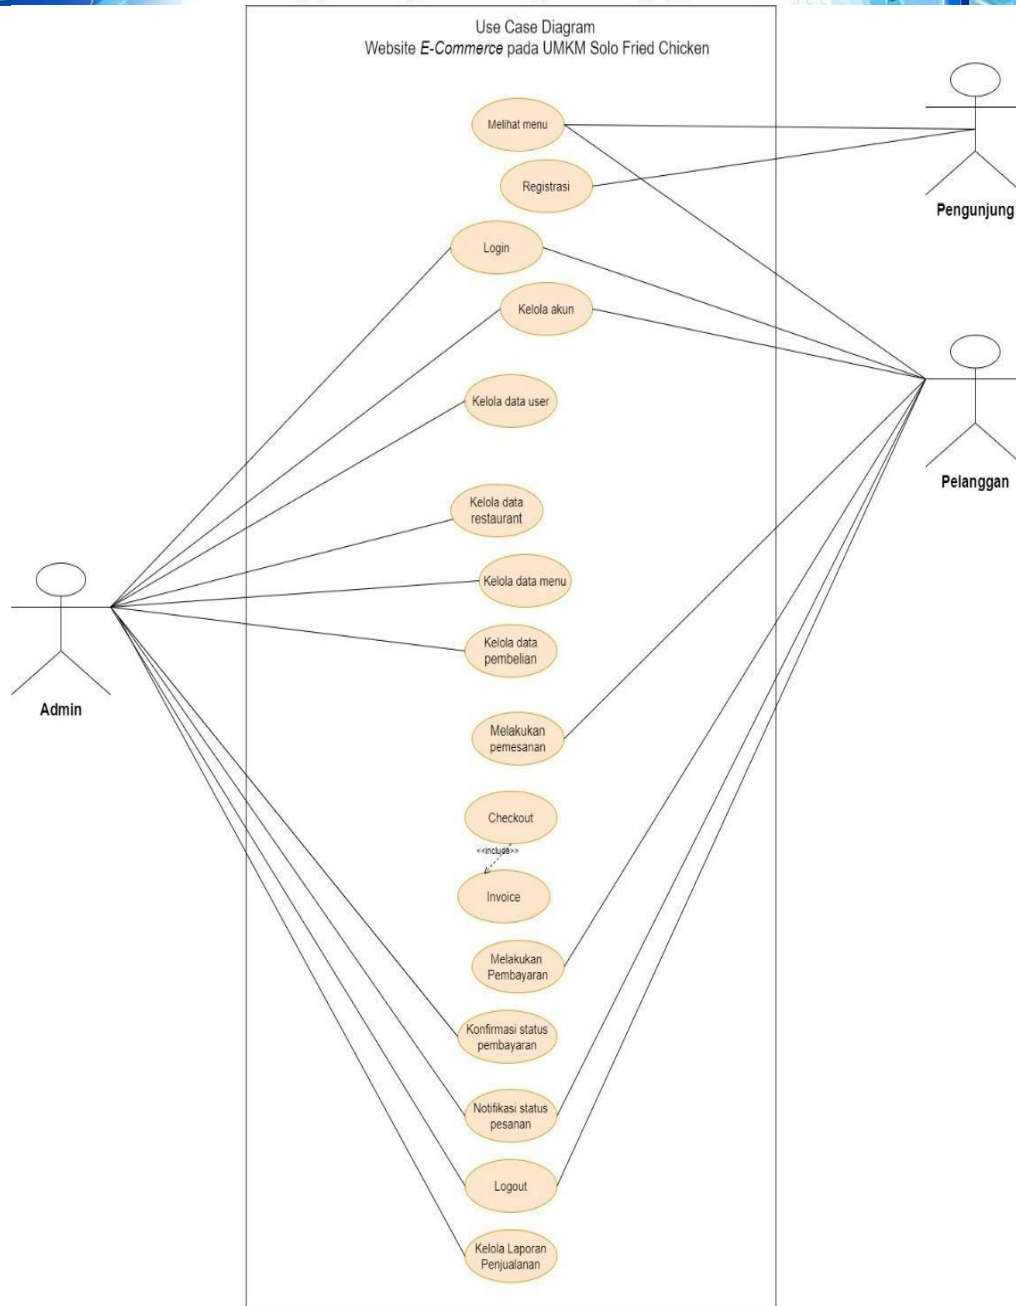 Use Case Diagram
Website E-Commerce pada UMKM Solo Fried Chicken
Melihat menu
Registrasi
Pengunjung
Login
Kelola akun
Kelola data user
Pelanggan
Kelola data
restaurant
Kelola data menu
Kelola data
pembelian
Admin
Melakukan
pemesanan
Checkout
<<include>>
Invoice
Melakukan
Pembayaran
Konfirmasi status
pembayaran
Notifikasi status
pesanan
Logout
Kelola Laporan
Penjualanan